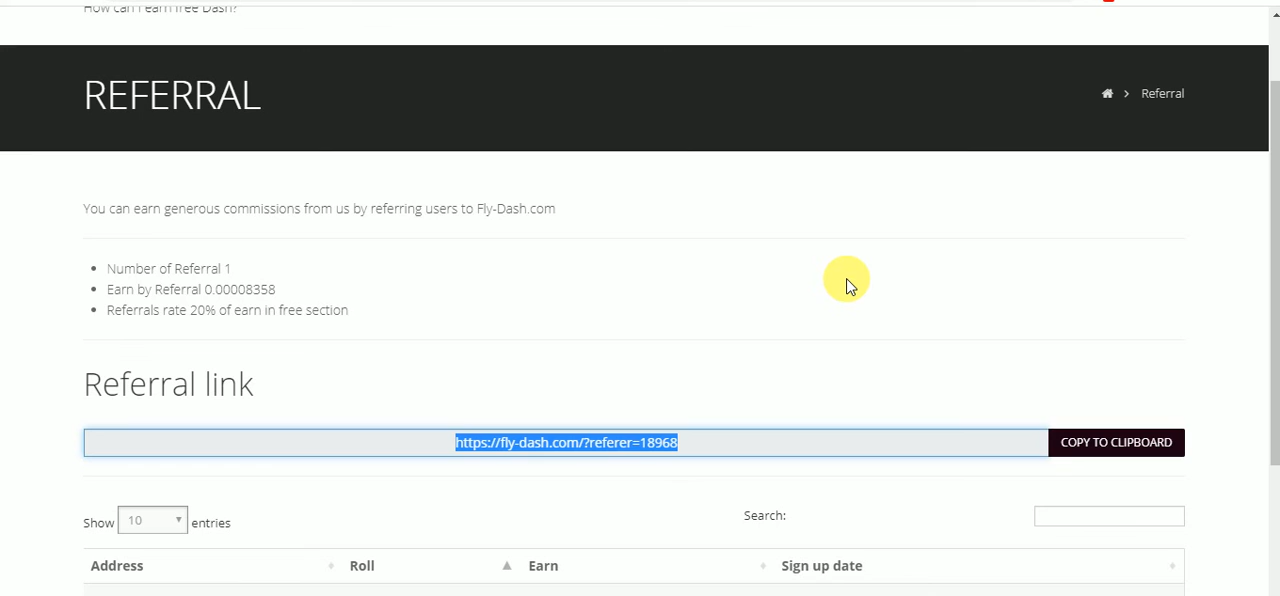 How can I earn free Dash?
REFERRAL
Referral
You can earn generous commissions from us by referring users to Fly-Dash.com
Number of Referral 1
Earn by Referral 0.00008358
Referrals rate 20% of earn in free section
Referral link
https://fly-dash.com/?referer=18968 COPY TO CLIPBOARD
Show 10 entries Search:
Address Roll Earn Sign up date